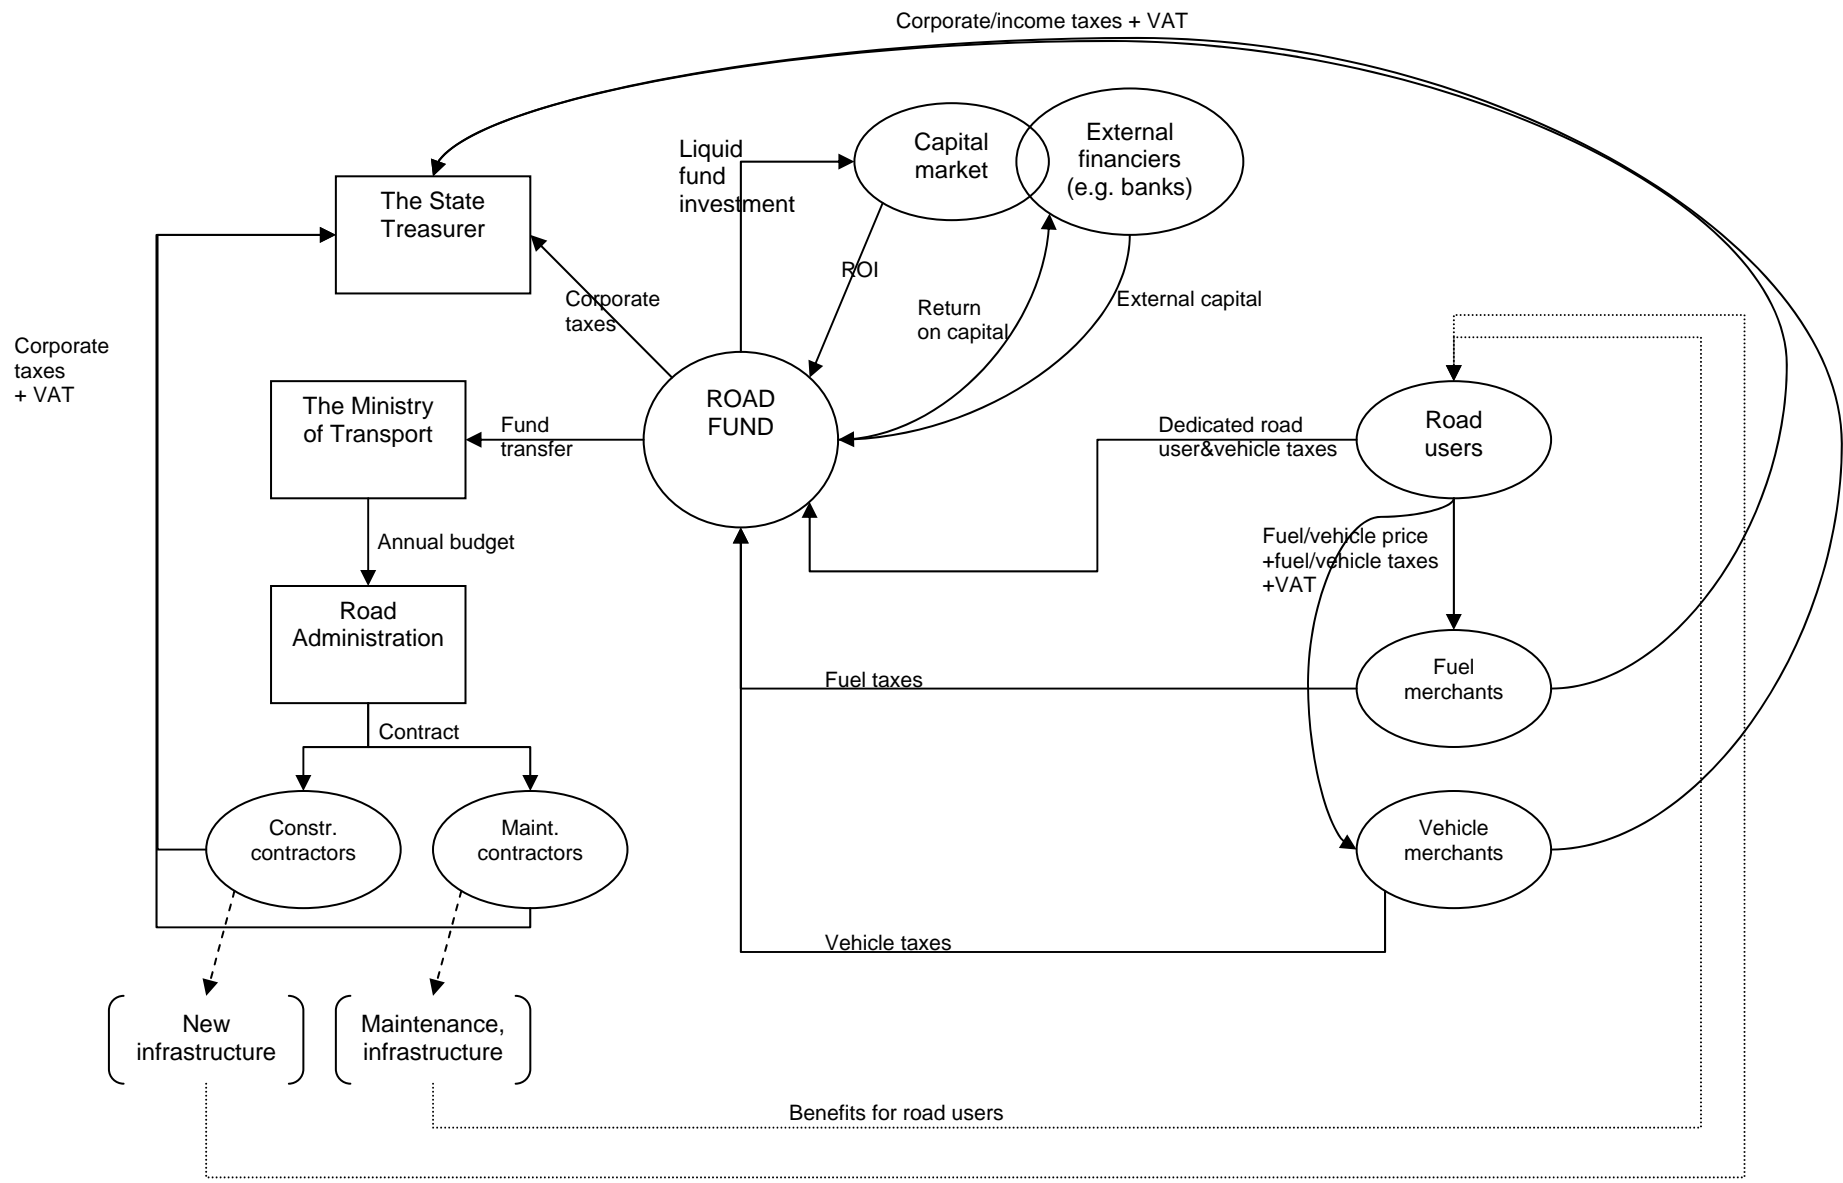 Corporate/income taxes + VAT
Capital
market
External
financiers
(e.g. banks)
Liquid
fund
investment
The State
Treasurer
ROI
Corporate
taxes
Return
on capital
External capital
Corporate
taxes
+ VAT
The Ministry
of Transport
Fund
transfer
ROAD
FUND
Dedicated road
user&vehicle taxes
Road
users
Annual budget
Fuel/vehicle price
+fuel/vehicle taxes
+VAT
Road
Administration
Fuel taxes
Fuel
merchants
Contract
Constr.
contractors
Maint.
contractors
Vehicle
merchants
Vehicle taxes
New
infrastructure
Maintenance,
infrastructure
Benefits for road users